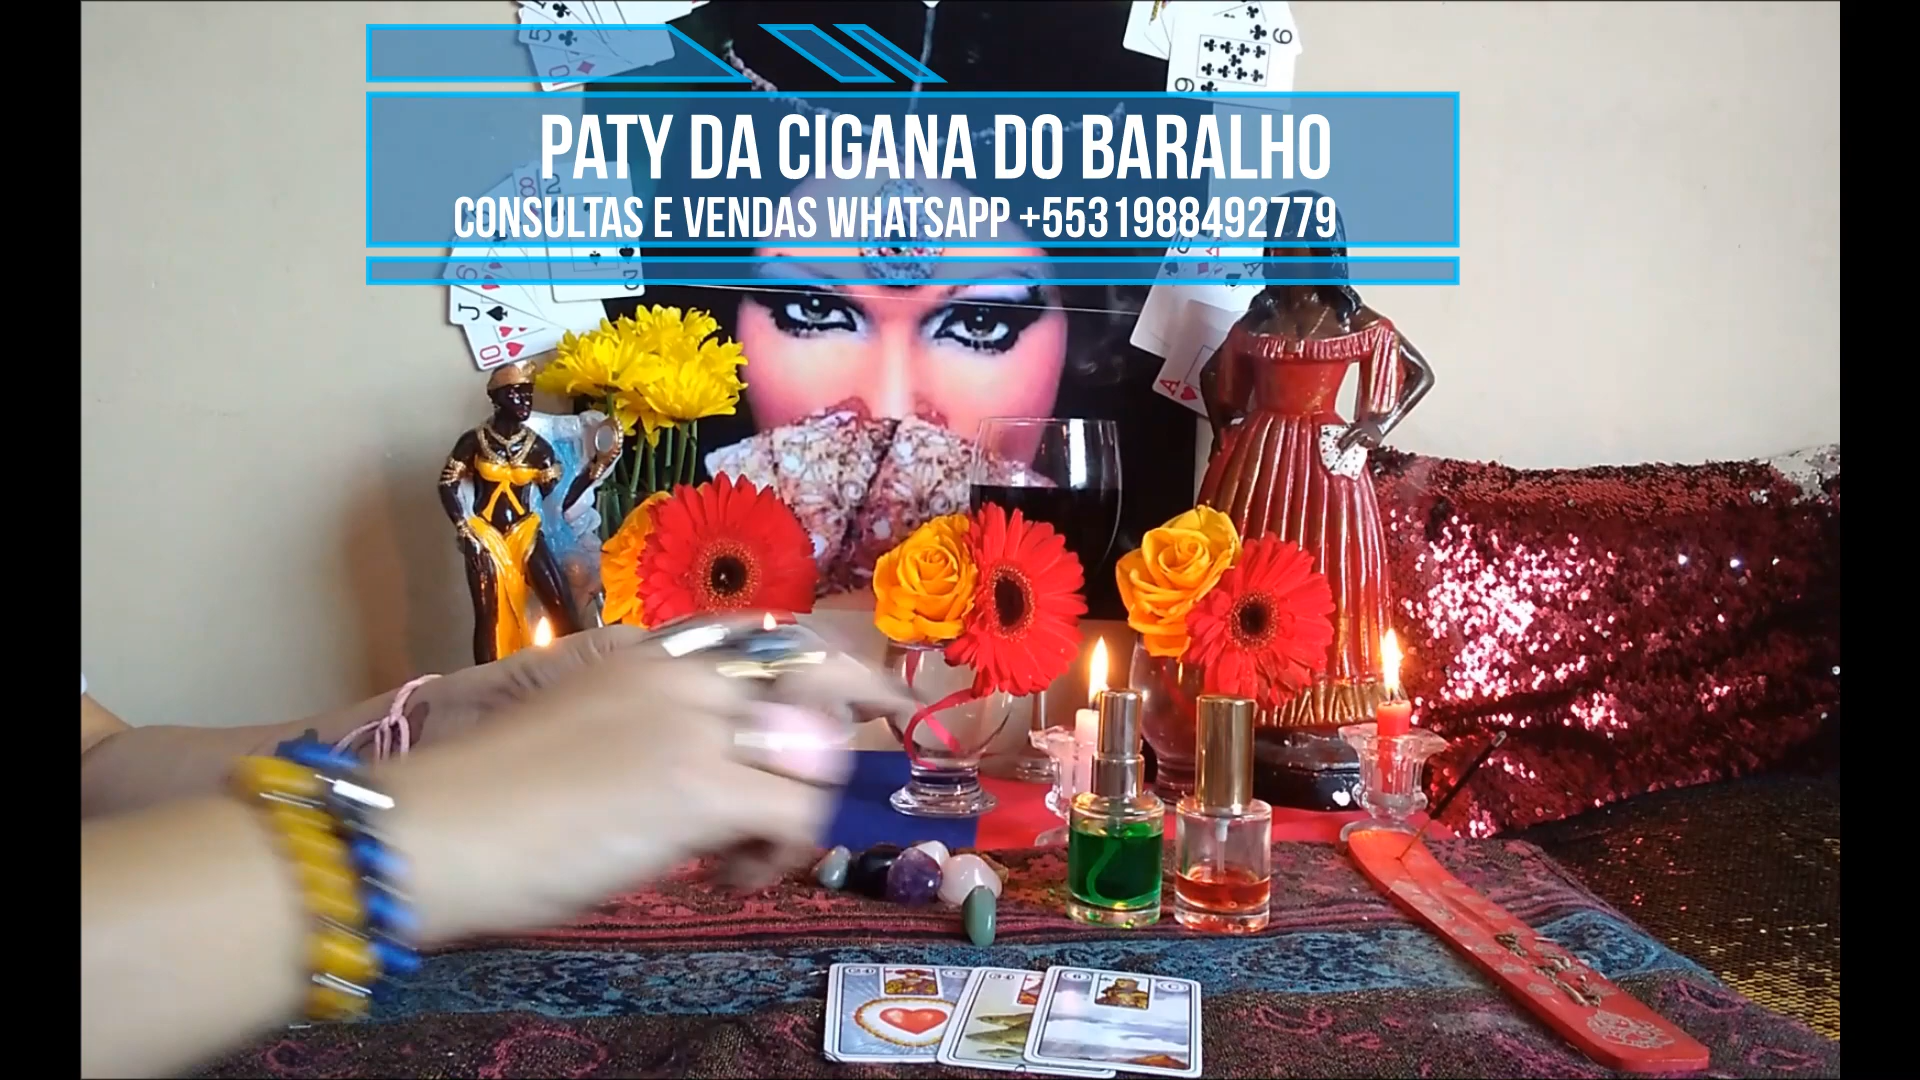 PATY DA CIGANA DO BARALHO
CONSULTAS E VENDAS WHATSAPP +5531988492779